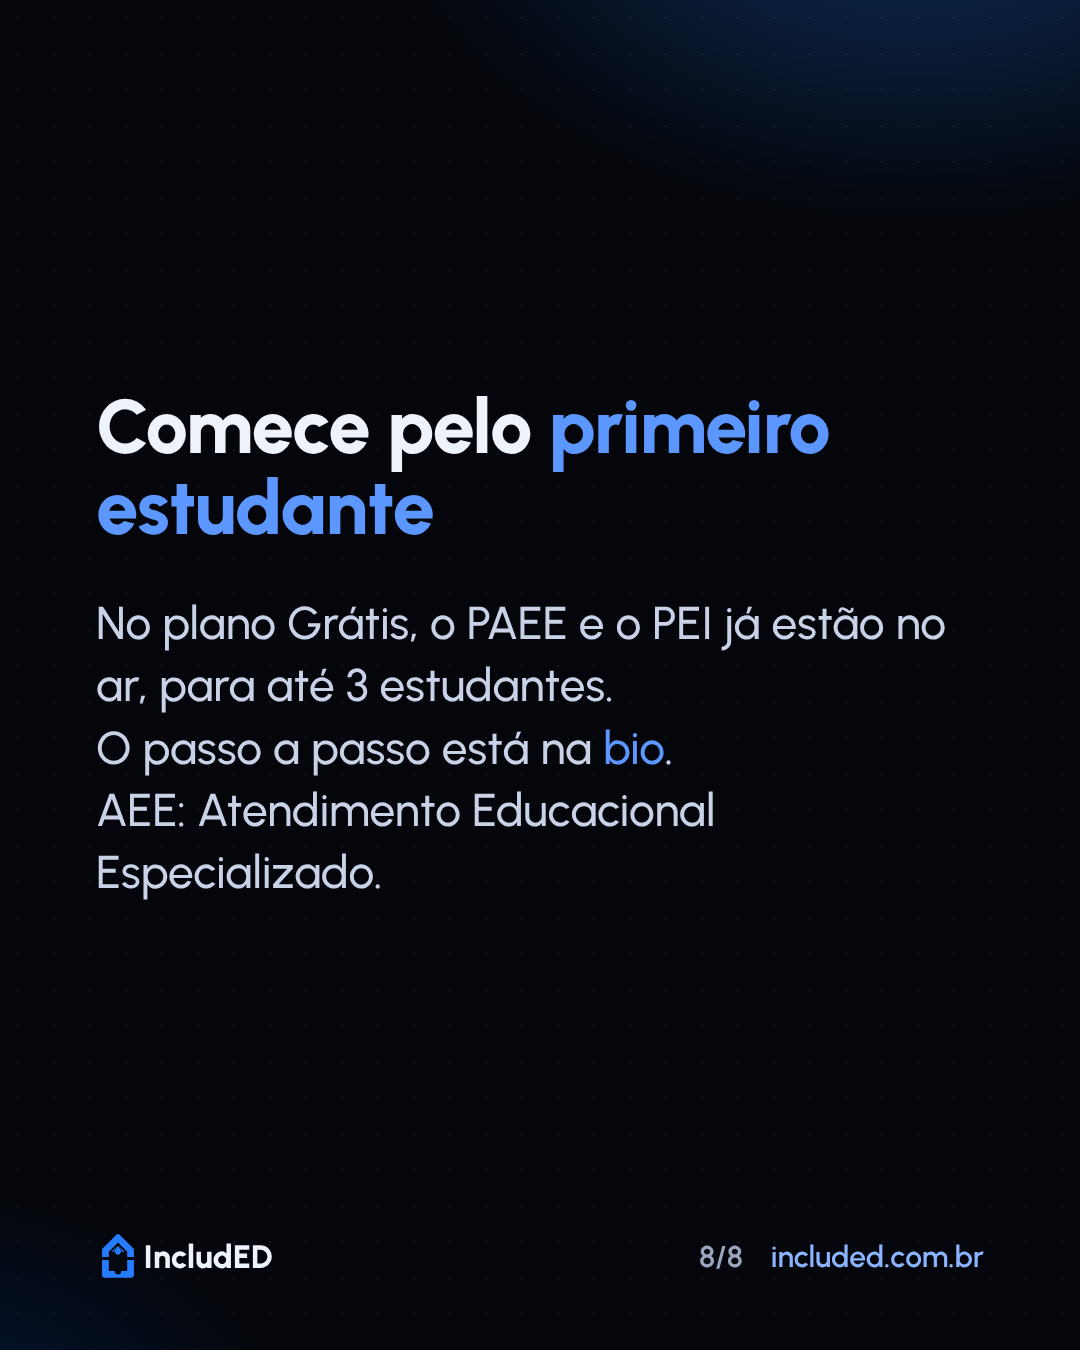 Comece pelo primeiro
estudante
No plano Grátis, o PAEE e o PEI já estão no
ar, para até 3 estudantes.
O passo a passo está na bio.
AEE: Atendimento Educacional
Especializado.
IncludED
8/8 included.com.br